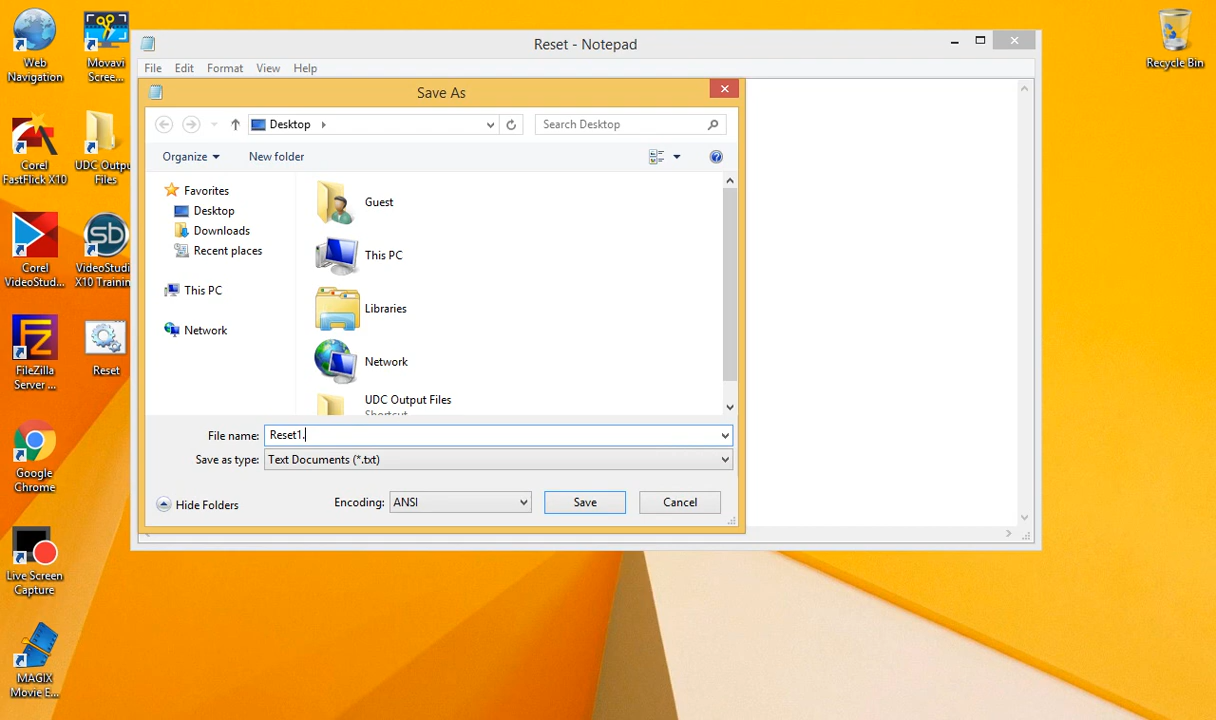 Web
Navigation
Movavi
Scree...
Corel
FastFlick X10
UDC Outpu
Files
Corel
VideoStud...
VideoStudi
X10 Trainin
FileZilla
Server ...
Reset
Google
Chrome
Live Screen
Capture
MAGIX
Movie E...
Recycle Bin
Reset - Notepad
File Edit Format View Help
Save As
Desktop
Search Desktop
Organize New folder
Favorites
Desktop
Downloads
Recent places
This PC
Network
Guest
This PC
Libraries
Network
UDC Output Files
Shortcut
File name: Reset1.
Save as type: Text Documents (*.txt)
Hide Folders Encoding: ANSI Save Cancel